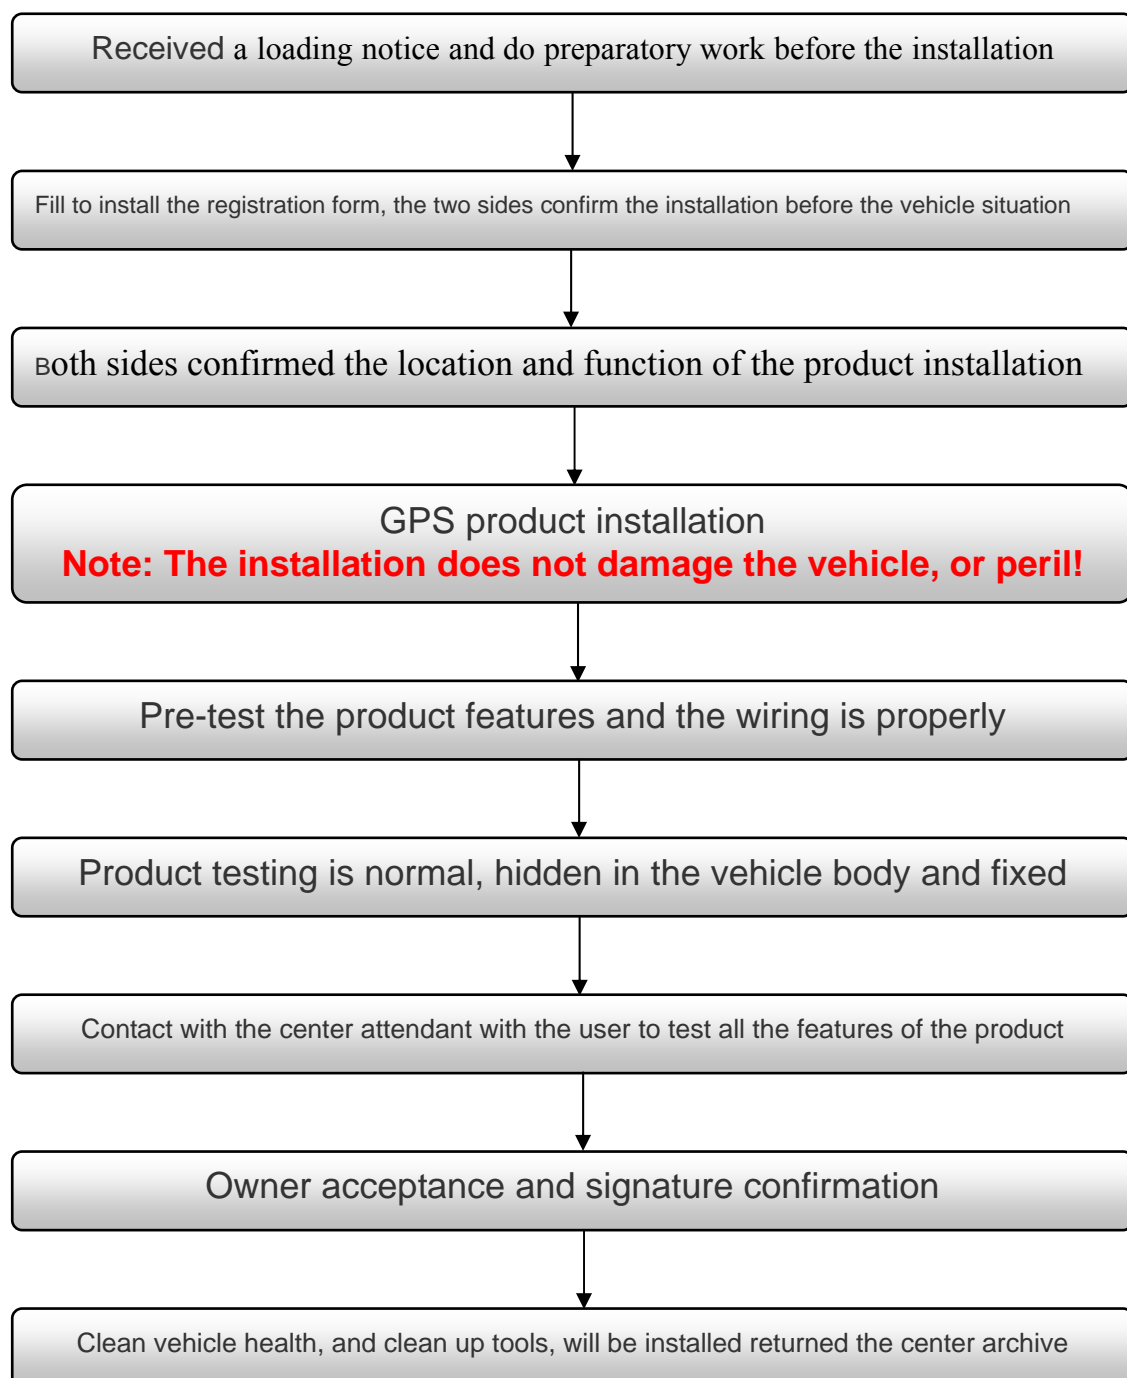 Received a loading notice and do preparatory work before the installation
Fill to install the registration form, the two sides confirm the installation before the vehicle situation
Both sides confirmed the location and function of the product installation
GPS product installation
Note: The installation does not damage the vehicle, or peril!
Pre-test the product features and the wiring is properly
Product testing is normal, hidden in the vehicle body and fixed
Contact with the center attendant with the user to test all the features of the product
Owner acceptance and signature confirmation
Clean vehicle health, and clean up tools, will be installed returned the center archive